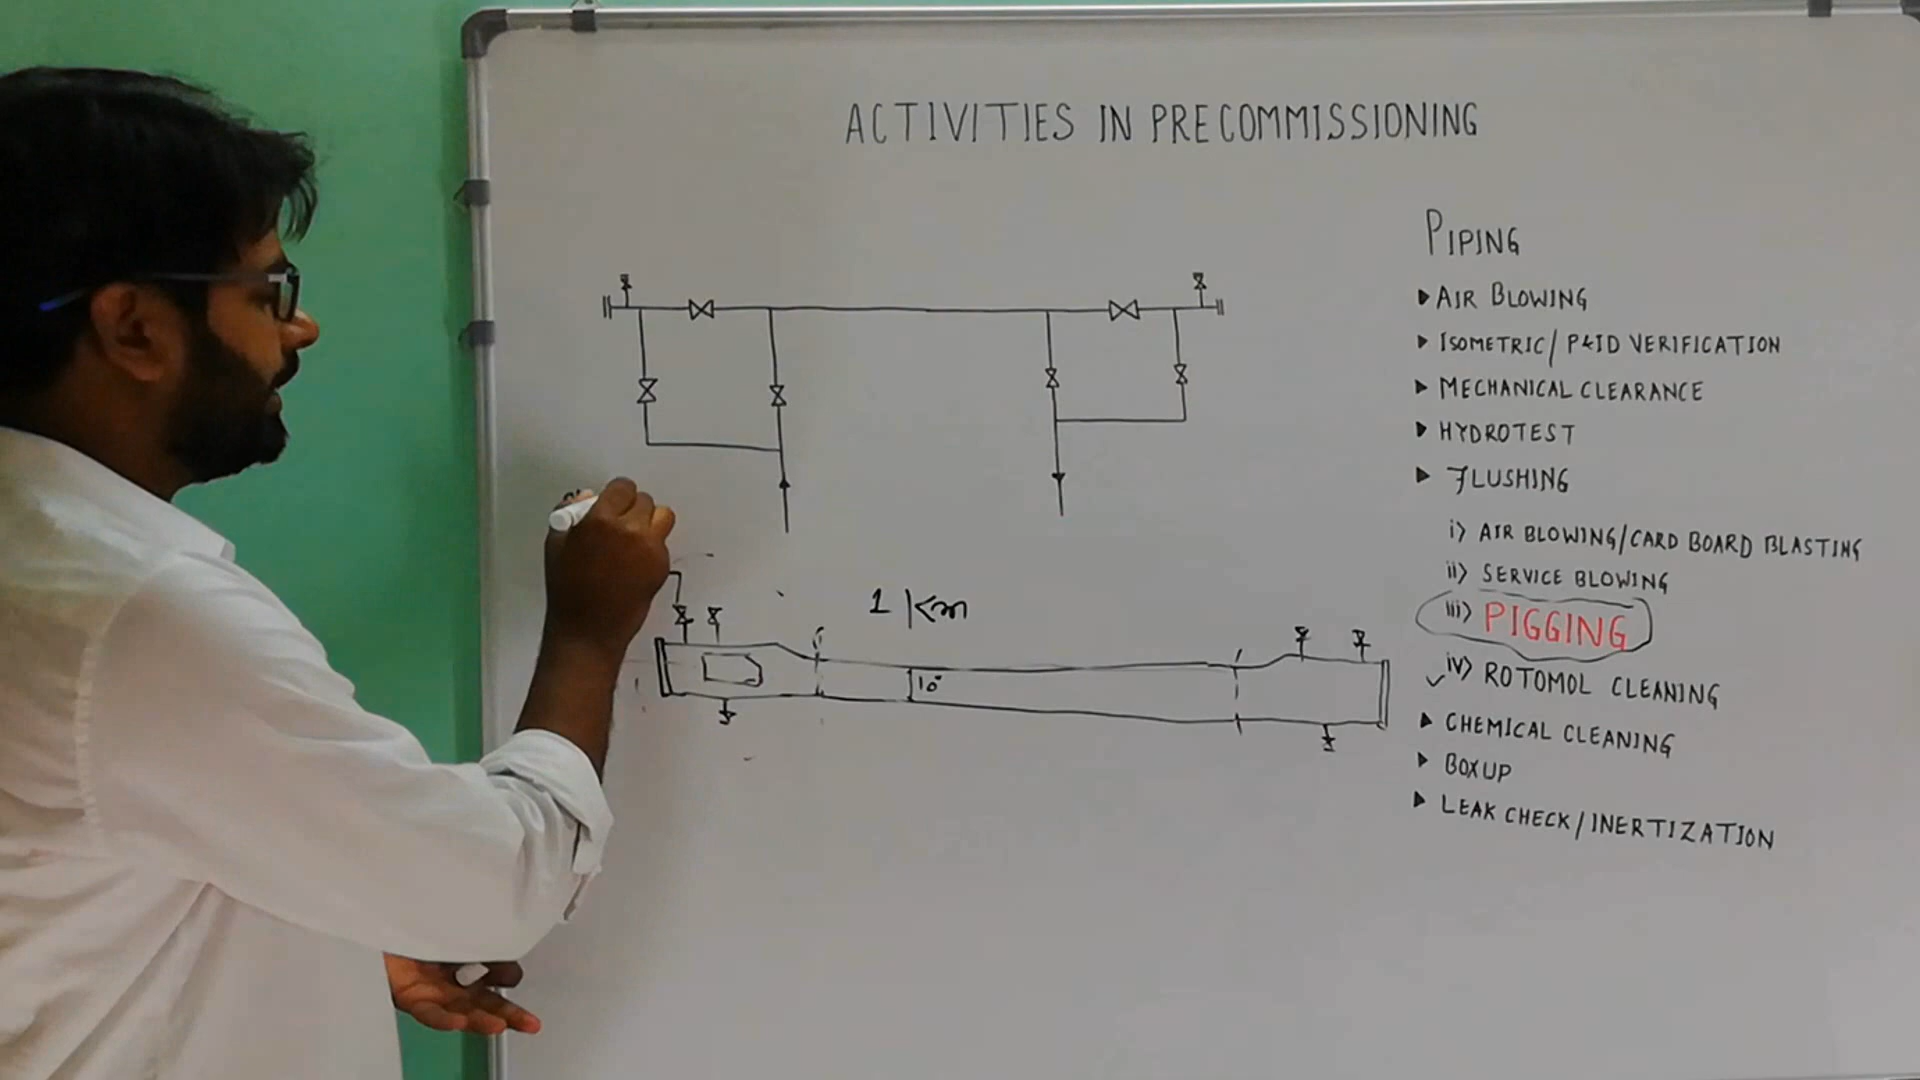 ACTIVITIES IN PRECOMMISSIONING
PIPING
▶ AIR BLOWING
▶ ISOMETRIC/ P&ID VERIFICATION
▶ MECHANICAL CLEARANCE
▶ HYDROTEST
▶ FLUSHING
i) AIR BLOWING/CARD BOARD BLASTING
ii) SERVICE BLOWING
iii) PIGGING
iv) ROTOMOL CLEANING
▶ CHEMICAL CLEANING
▶ BOXUP
▶ LEAK CHECK/INERTIZATION
1 Km
10"